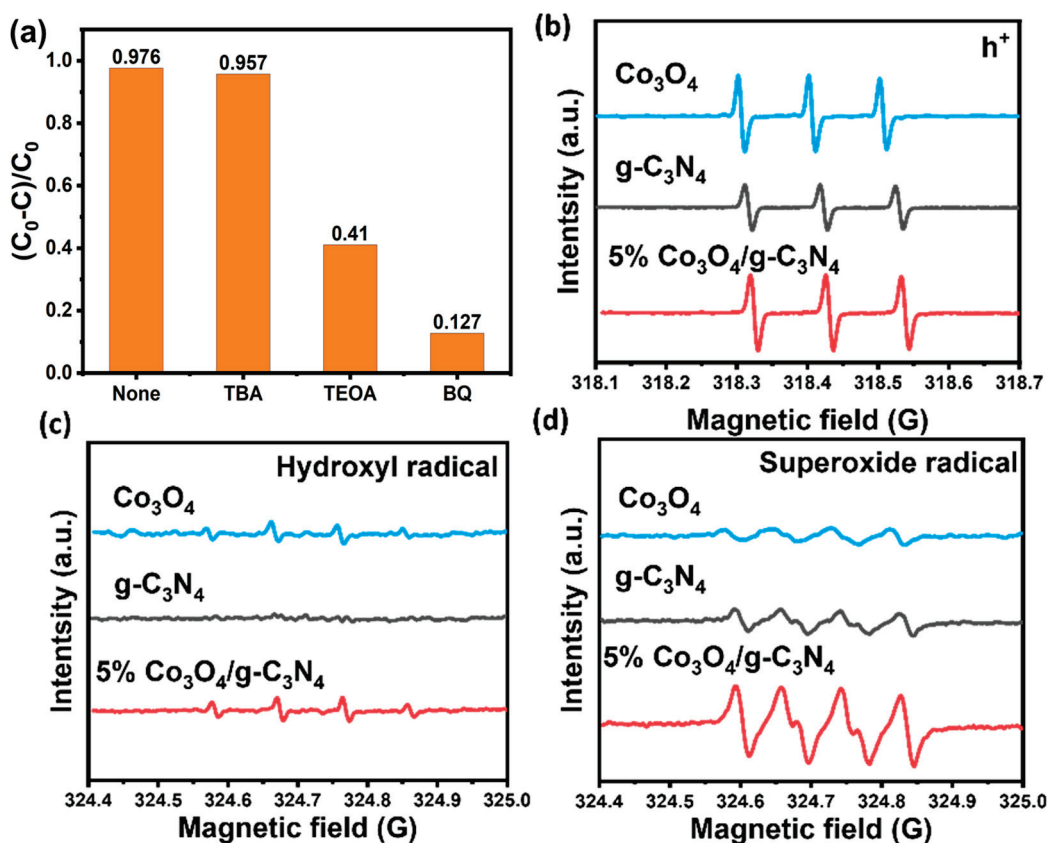 (a)
(C₀-C)/C₀
1.0
0.8
0.6
0.4
0.2
0.0
0.976
0.957
0.41
0.127
None TBA TEOA BQ
(b)
h⁺
Intentsity (a.u.)
Co₃O₄
g-C₃N₄
5% Co₃O₄/g-C₃N₄
318.1 318.2 318.3 318.4 318.5 318.6 318.7
Magnetic field (G)
(c)
Hydroxyl radical
Intentsity (a.u.)
Co₃O₄
g-C₃N₄
5% Co₃O₄/g-C₃N₄
324.4 324.5 324.6 324.7 324.8 324.9 325.0
Magnetic field (G)
(d)
Superoxide radical
Intentsity (a.u.)
Co₃O₄
g-C₃N₄
5% Co₃O₄/g-C₃N₄
324.4 324.5 324.6 324.7 324.8 324.9 325.0
Magnetic field (G)